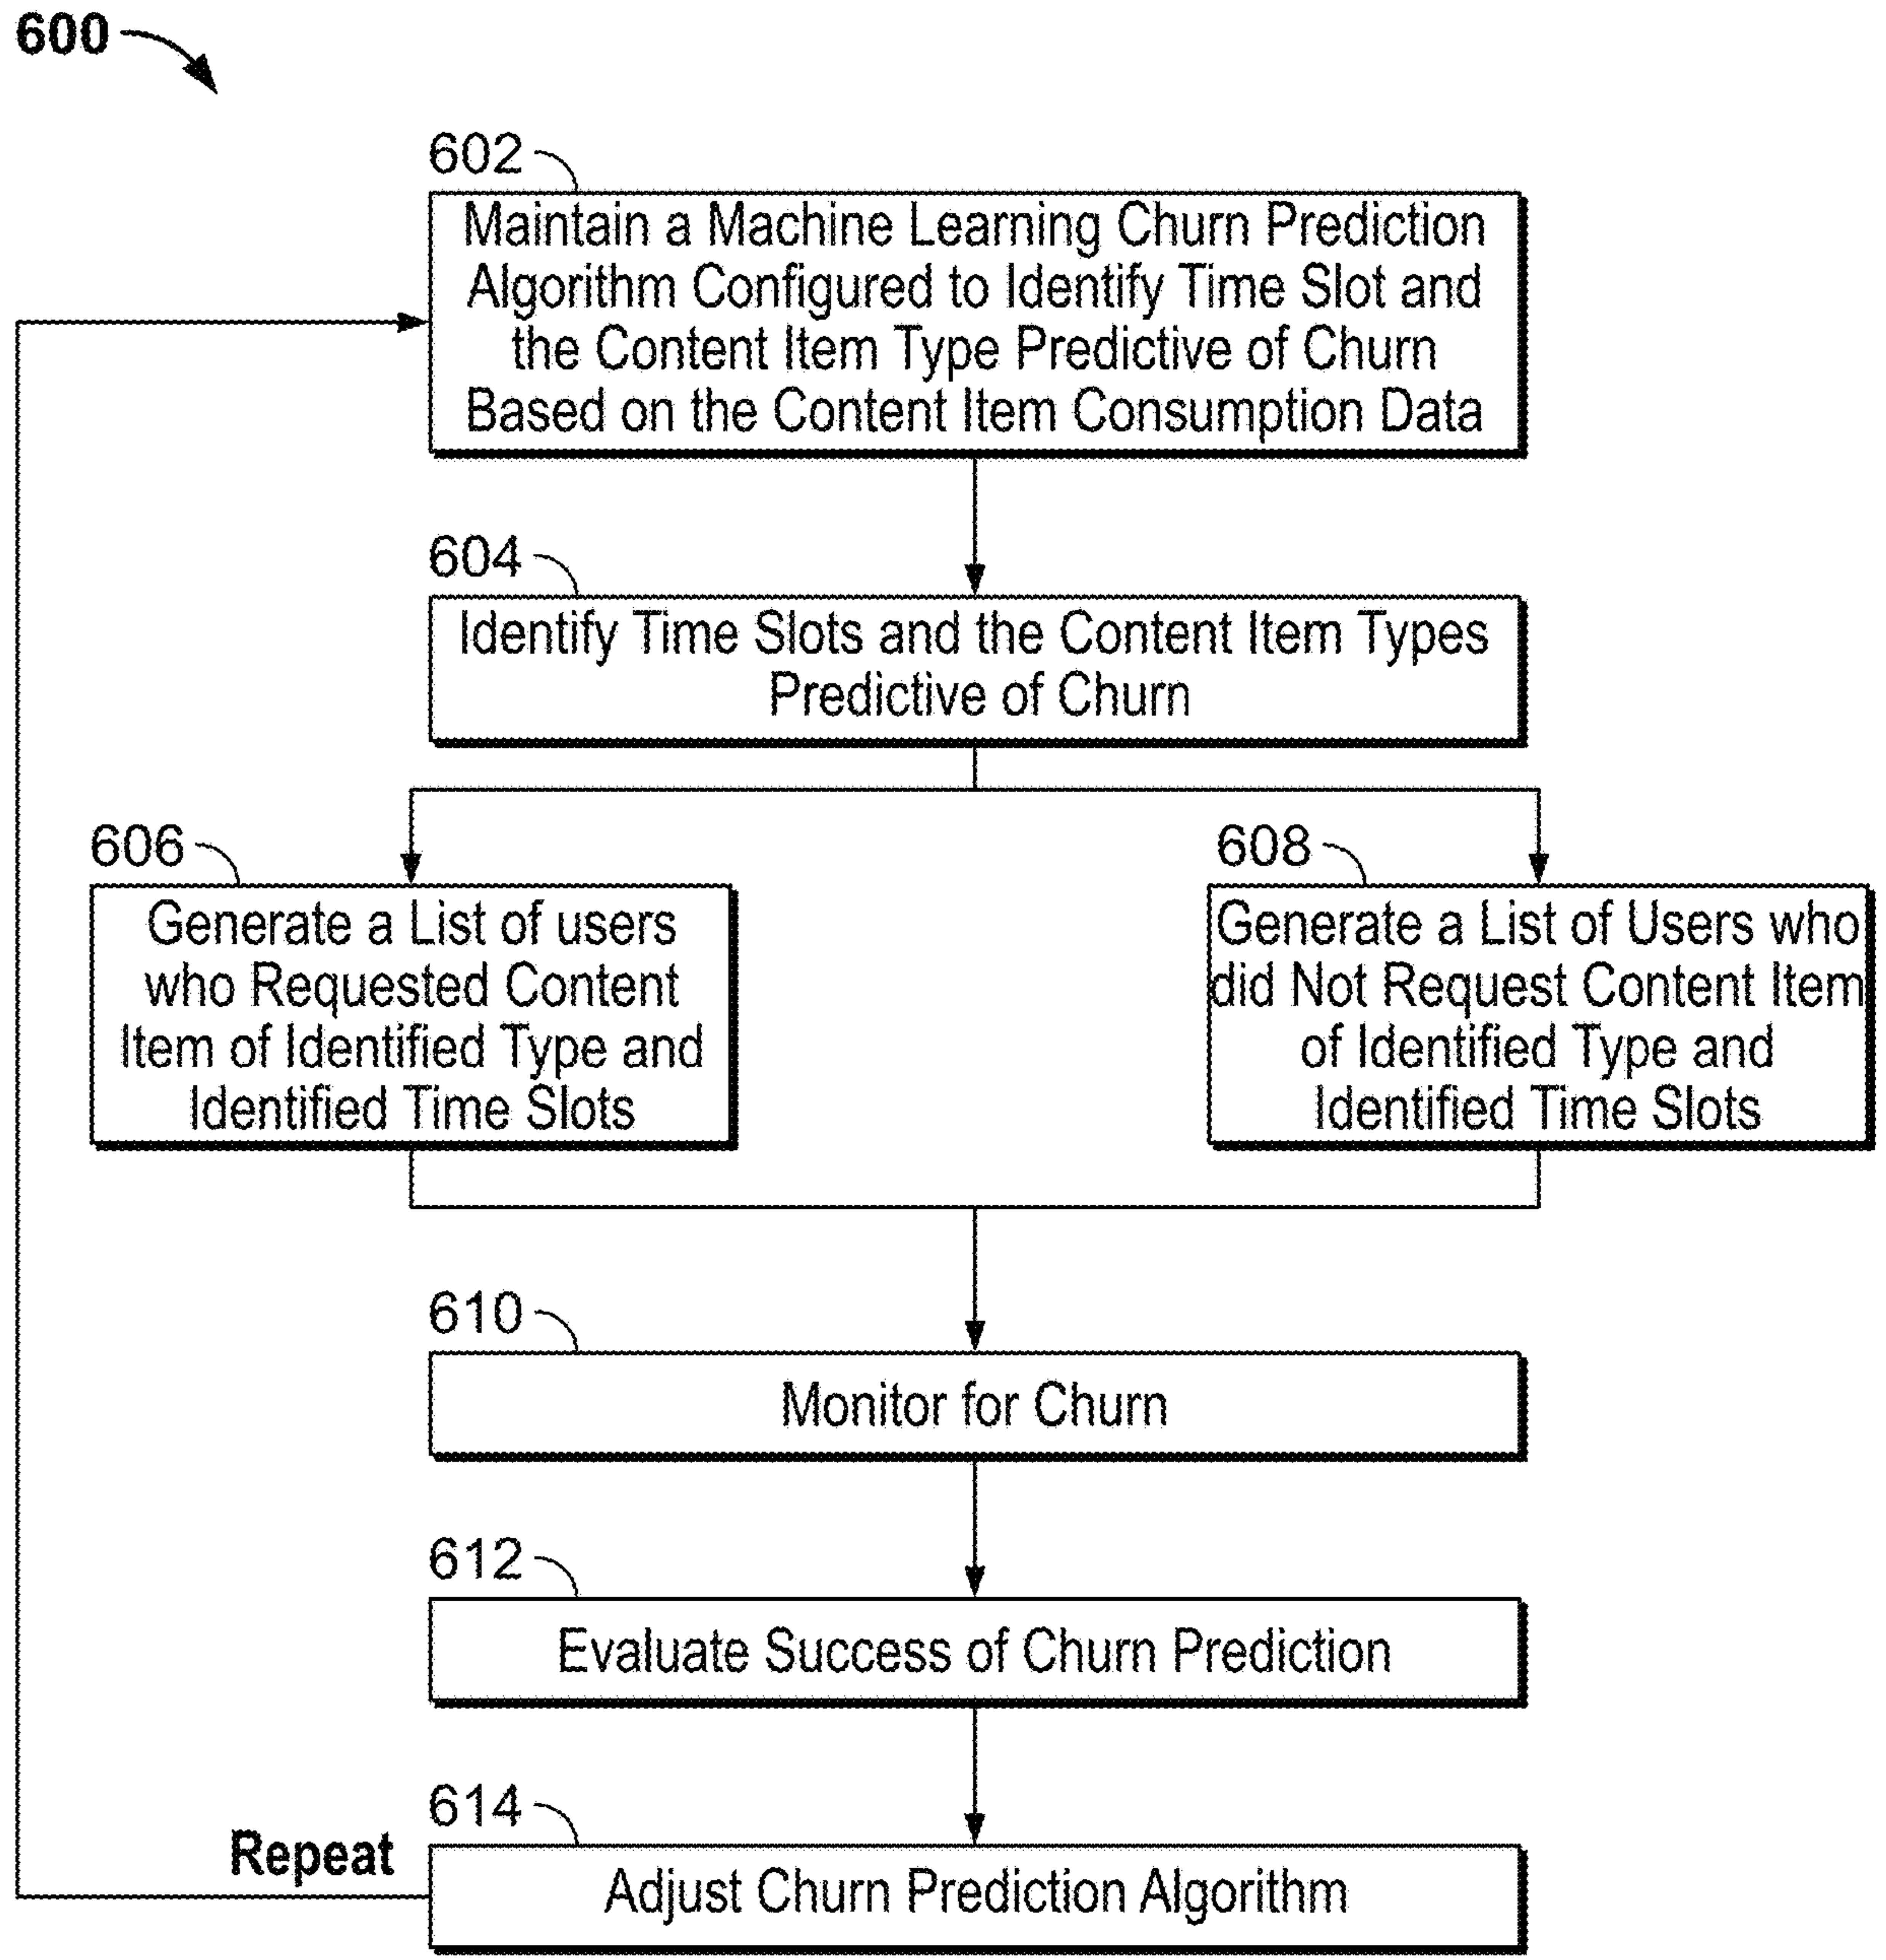 600
602
Maintain a Machine Learning Churn Prediction
Algorithm Configured to Identify Time Slot and
the Content Item Type Predictive of Churn
Based on the Content Item Consumption Data
604
Identify Time Slots and the Content Item Types
Predictive of Churn
606
Generate a List of users
who Requested Content
Item of Identified Type and
Identified Time Slots
608
Generate a List of Users who
did Not Request Content Item
of Identified Type and
Identified Time Slots
610
Monitor for Churn
612
Evaluate Success of Churn Prediction
614
Repeat
Adjust Churn Prediction Algorithm